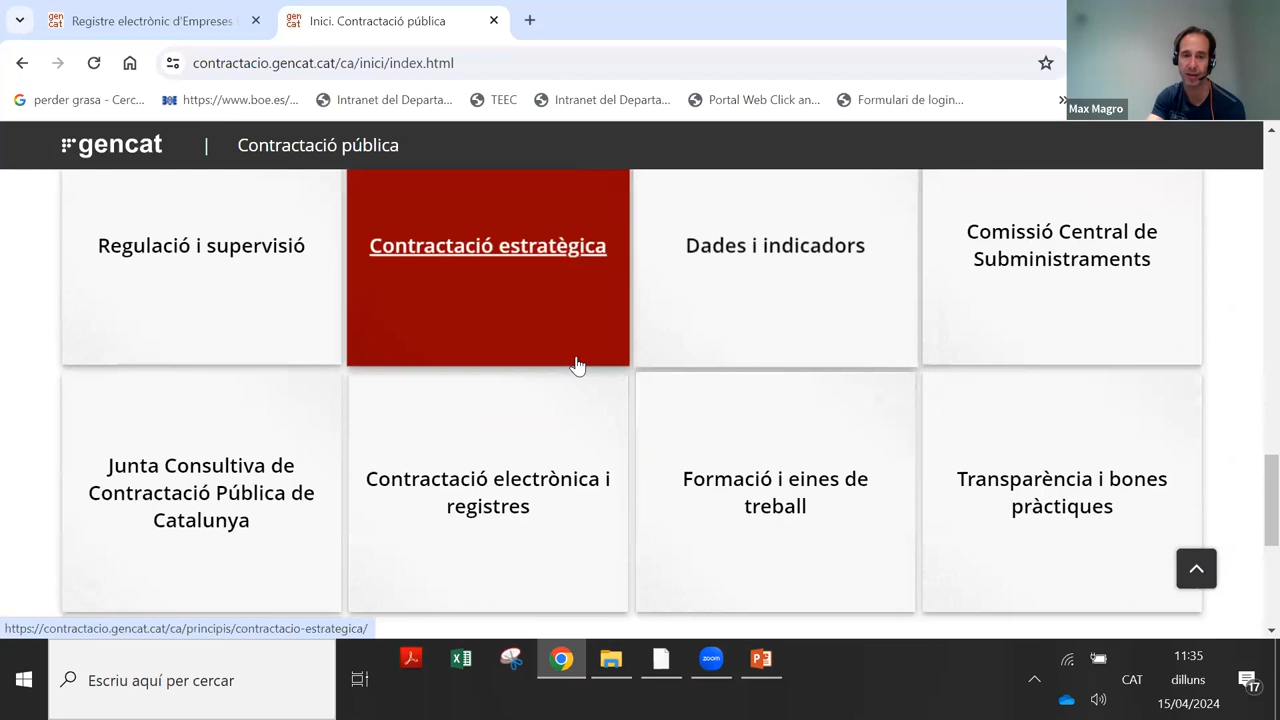 Registre electrònic d'Empreses
Inici. Contractació pública
contractacio.gencat.cat/ca/inici/index.html
perder grasa - Cerc...
https://www.boe.es/...
Intranet del Departa...
TEEC
Intranet del Departa...
Portal Web Click an...
Formulari de login...
Max Magro
gencat
Contractació pública
Regulació i supervisió
Contractació estratègica
Dades i indicadors
Comissió Central de
Subministraments
Junta Consultiva de
Contractació Pública de
Catalunya
Contractació electrònica i
registres
Formació i eines de
treball
Transparència i bones
pràctiques
https://contractacio.gencat.cat/ca/principis/contractacio-estrategica/
Escriu aquí per cercar
zoom
CAT
11:35
dilluns
15/04/2024
17